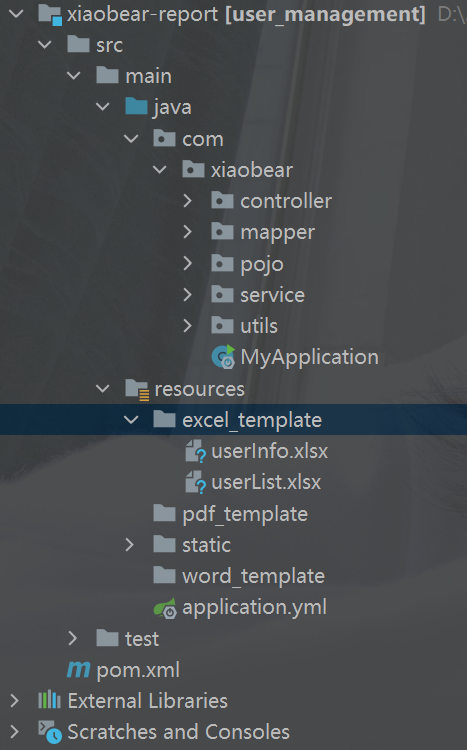 xiaobear-report [user_management] D:\
src
main
java
com
xiaobear
controller
mapper
pojo
service
utils
MyApplication
resources
excel_template
userInfo.xlsx
userList.xlsx
pdf_template
static
word_template
application.yml
test
pom.xml
External Libraries
Scratches and Consoles